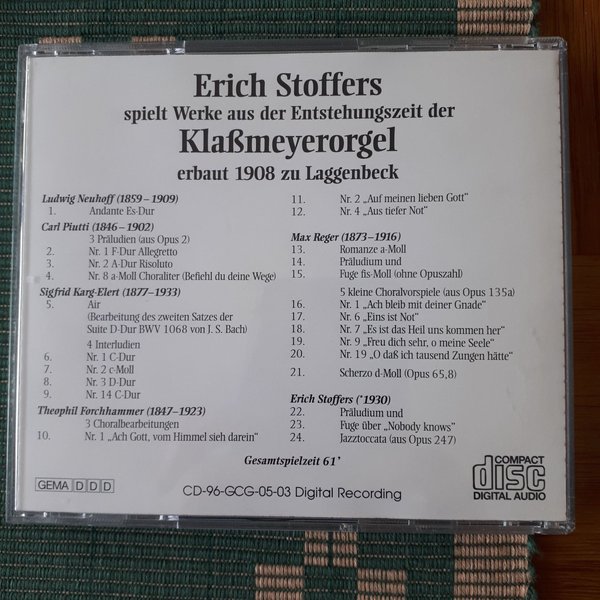 Erich Stoffers
spielt Werke aus der Entstehungszeit der
Klaßmeyerorgel
erbaut 1908 zu Laggenbeck
Ludwig Neuhoff (1859–1909)
1. Andante Es-Dur
Carl Piutti (1846–1902)
3 Präludien (aus Opus 2)
2. Nr. 1 F-Dur Allegretto
3. Nr. 2 A-Dur Risoluto
4. Nr. 8 a-Moll Choraliter (Befiehl du deine Wege)
Sigfrid Karg-Elert (1877–1933)
5. Air
(Bearbeitung des zweiten Satzes der
Suite D-Dur BWV 1068 von J. S. Bach)
4 Interludien
6. Nr. 1 C-Dur
7. Nr. 2 c-Moll
8. Nr. 3 D-Dur
9. Nr. 14 C-Dur
Theophil Forchhammer (1847–1923)
3 Choralbearbeitungen
10. Nr. 1 „Ach Gott, vom Himmel sieh darein“
11. Nr. 2 „Auf meinen lieben Gott“
12. Nr. 4 „Aus tiefer Not“
Max Reger (1873–1916)
13. Romanze a-Moll
14. Präludium und
15. Fuge fis-Moll (ohne Opuszahl)
5 kleine Choralvorspiele (aus Opus 135a)
16. Nr. 1 „Ach bleib mit deiner Gnade“
17. Nr. 6 „Eins ist Not“
18. Nr. 7 „Es ist das Heil uns kommen her“
19. Nr. 9 „Freu dich sehr, o meine Seele“
20. Nr. 19 „O daß ich tausend Zungen hätte“
21. Scherzo d-Moll (Opus 65,8)
Erich Stoffers (*1930)
22. Präludium und
23. Fuge über „Nobody knows“
24. Jazztoccata (aus Opus 247)
Gesamtspielzeit 61’
GEMA D D D
CD-96-GCG-05-03 Digital Recording
COMPACT
disc
DIGITAL AUDIO